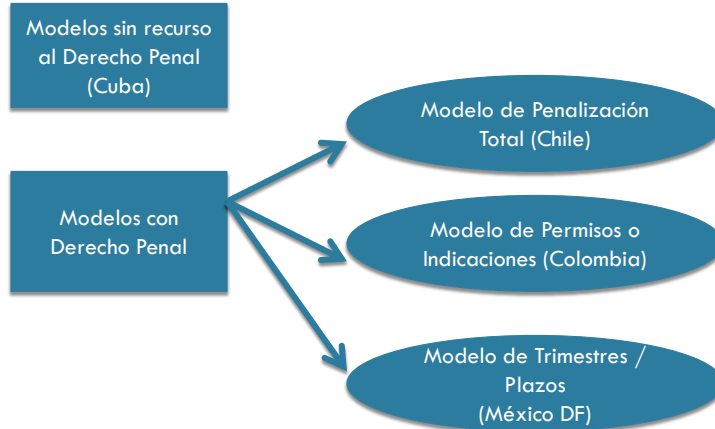 Modelos sin recurso
al Derecho Penal
(Cuba)
Modelo de Penalización
Total (Chile)
Modelos con
Derecho Penal
Modelo de Permisos o
Indicaciones (Colombia)
Modelo de Trimestres /
Plazos
(México DF)